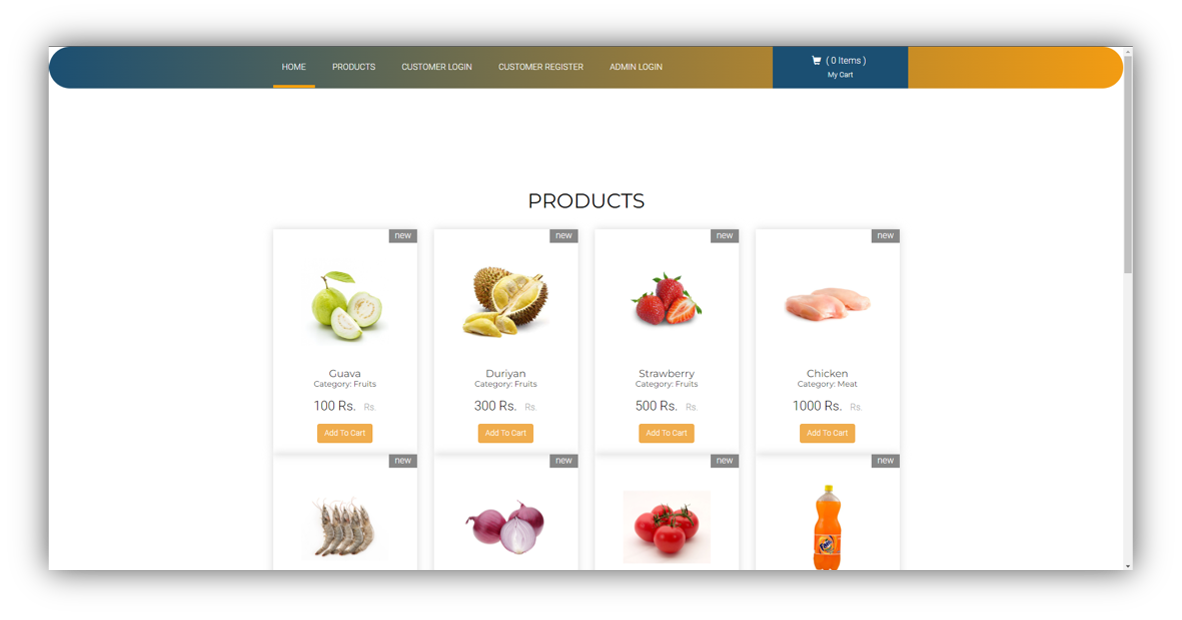 HOME PRODUCTS CUSTOMER LOGIN CUSTOMER REGISTER ADMIN LOGIN ( 0 Items )
My Cart
PRODUCTS
new new new new
Guava Duriyan Strawberry Chicken
Category: Fruits Category: Fruits Category: Fruits Category: Meat
100 Rs. Rs. 300 Rs. Rs. 500 Rs. Rs. 1000 Rs. Rs.
Add To Cart Add To Cart Add To Cart Add To Cart
new new new new
Fanta